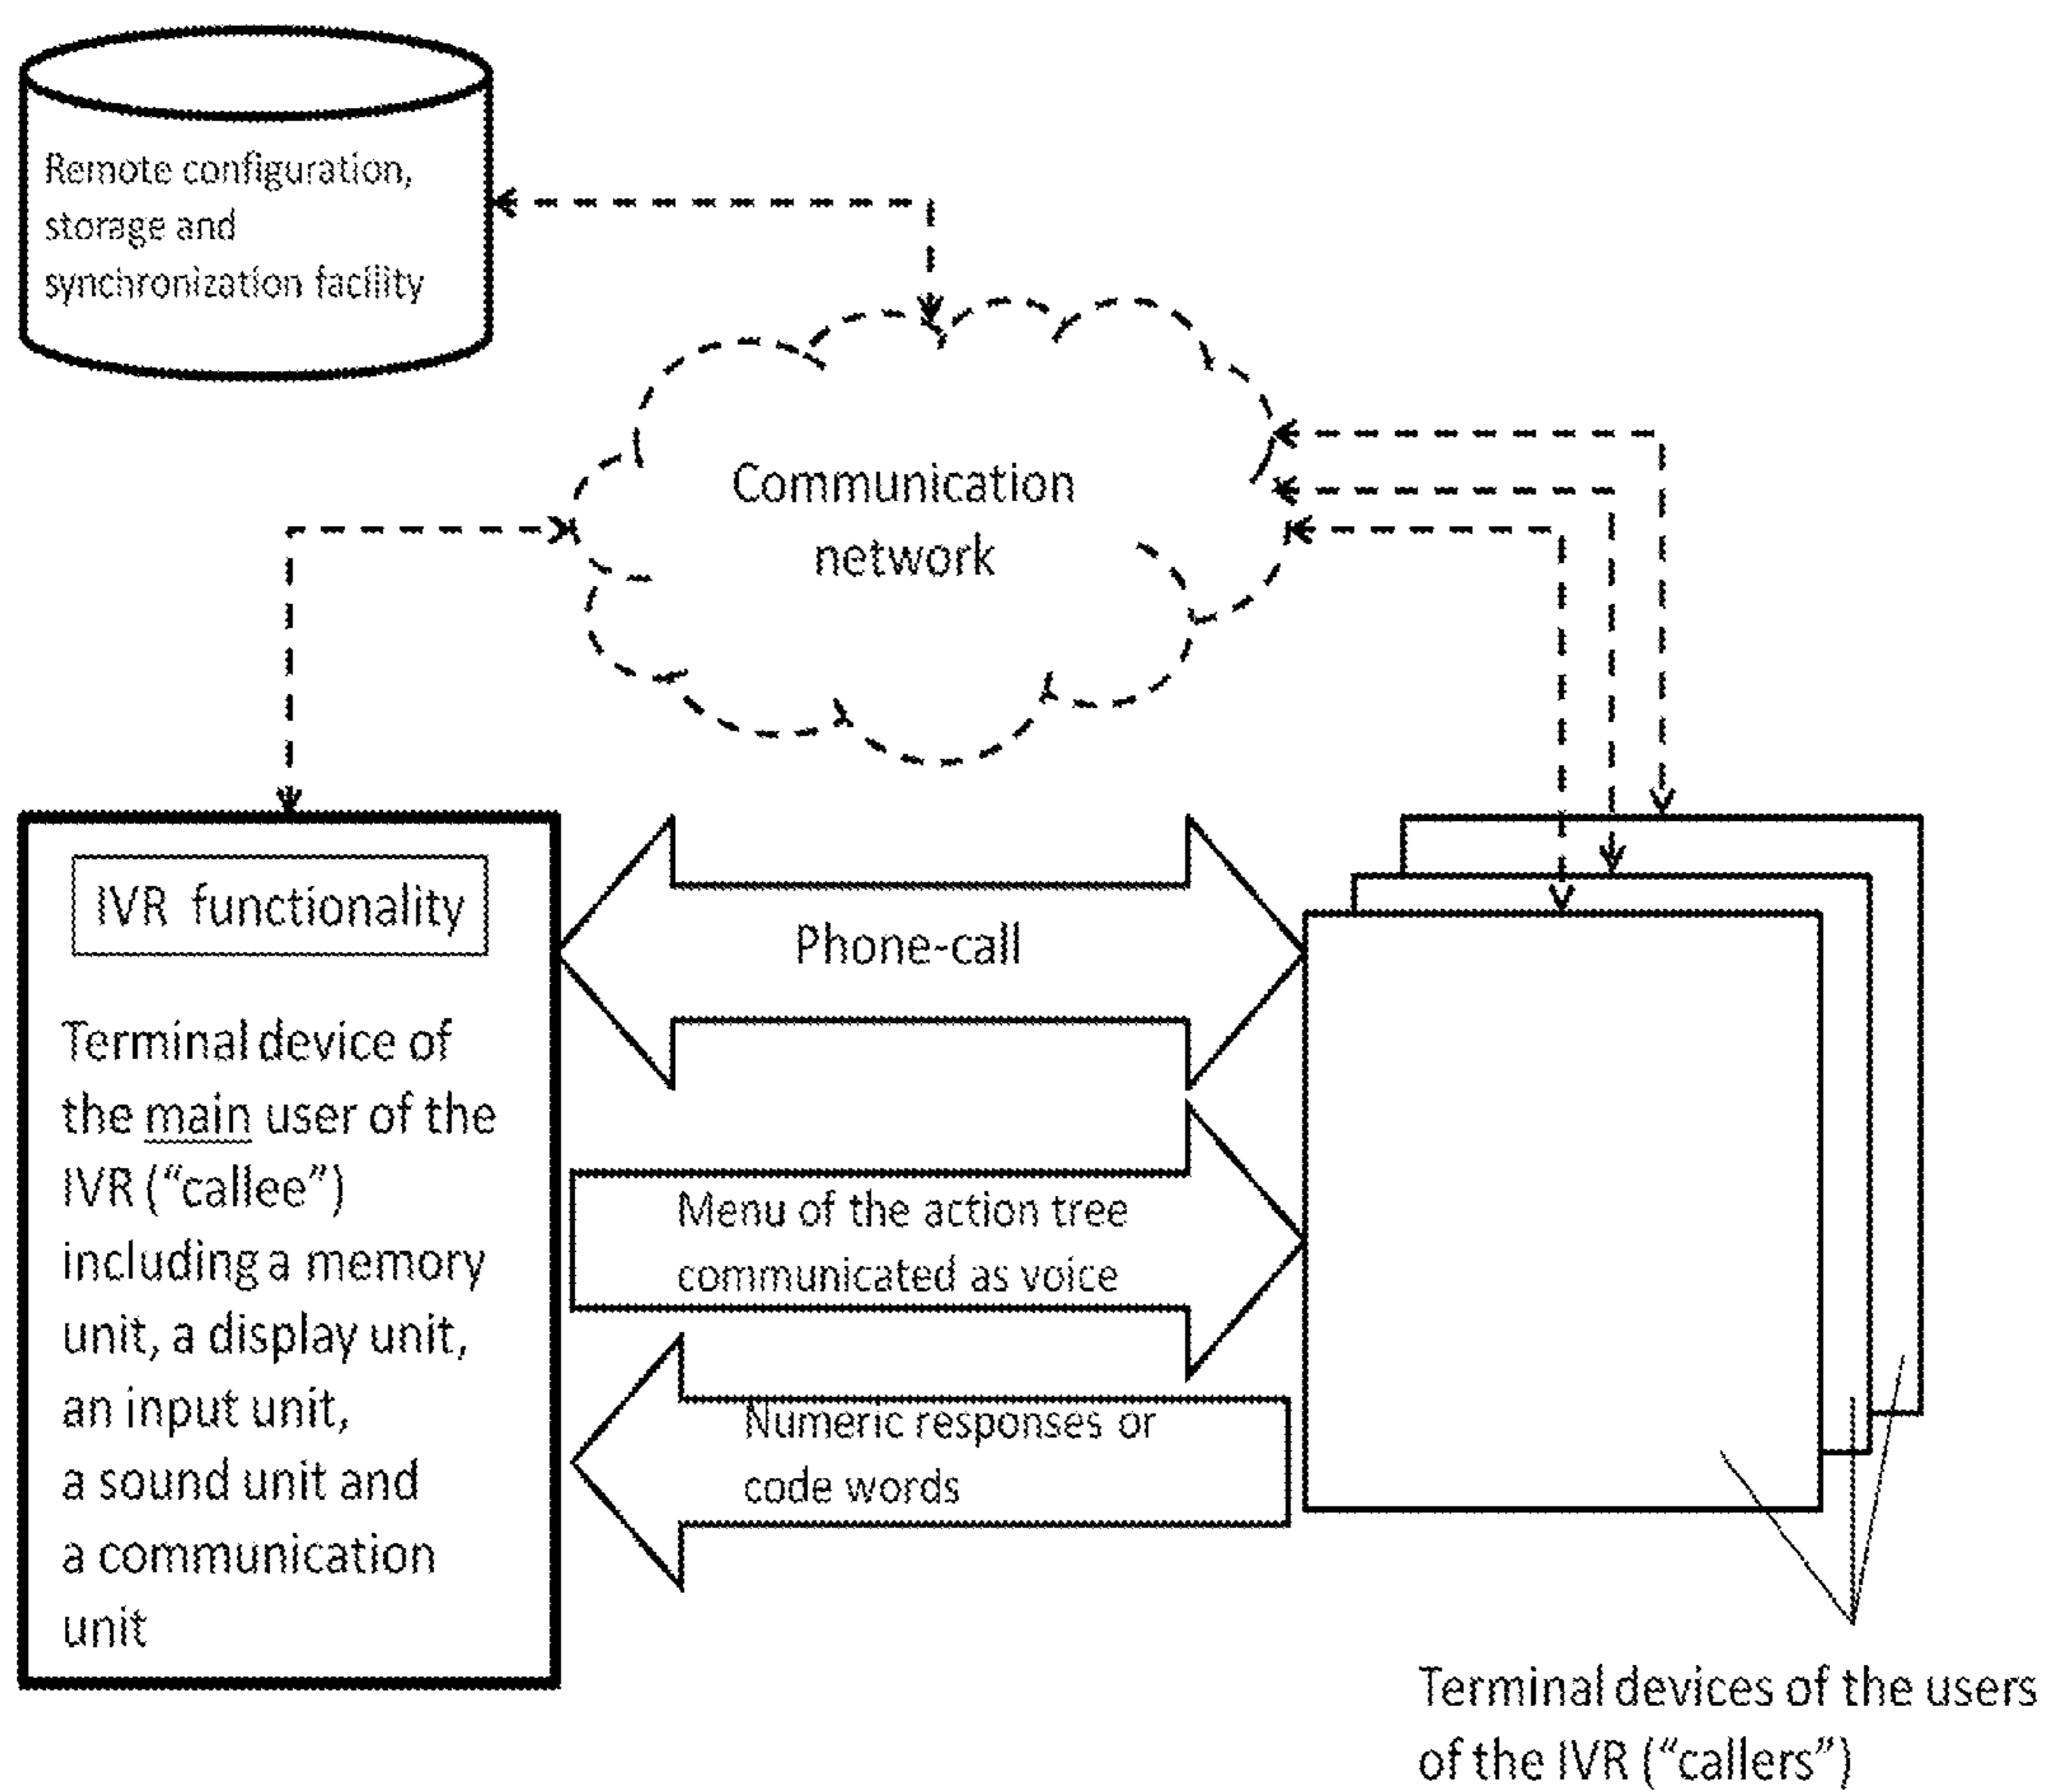 Remote configuration,
storage and
synchronization facility
Communication
network
IVR functionality
Terminal device of
the main user of the
IVR (“callee”)
including a memory
unit, a display unit,
an input unit,
a sound unit and
a communication
unit
Phone-call
Menu of the action tree
communicated as voice
Numeric responses or
code words
Terminal devices of the users
of the IVR (“callers”)